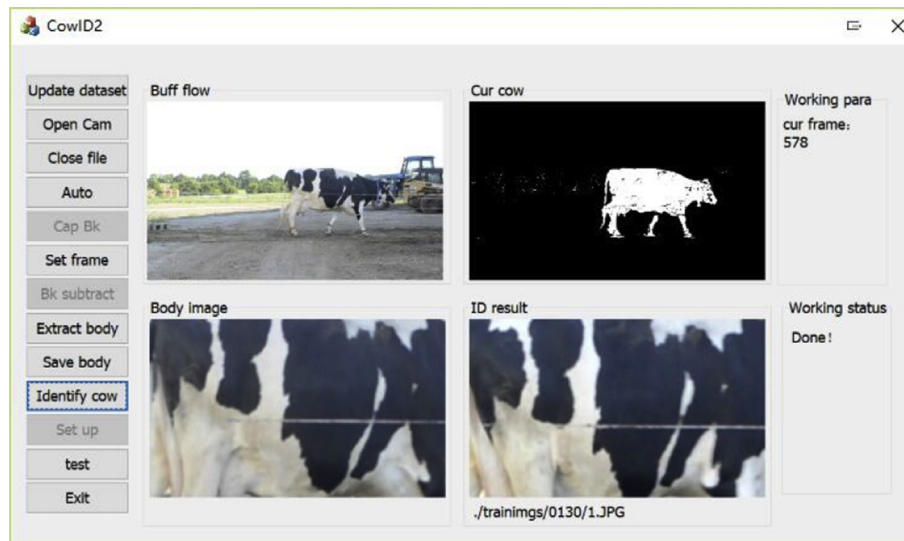 CowID2
Update dataset
Open Cam
Close file
Auto
Cap Bk
Set frame
Bk subtract
Extract body
Save body
Identify cow
Set up
test
Exit
Buff flow
Cur cow
Working para
cur frame:
578
Body image
ID result
Working status
Done!
./trainimgs/0130/1.JPG